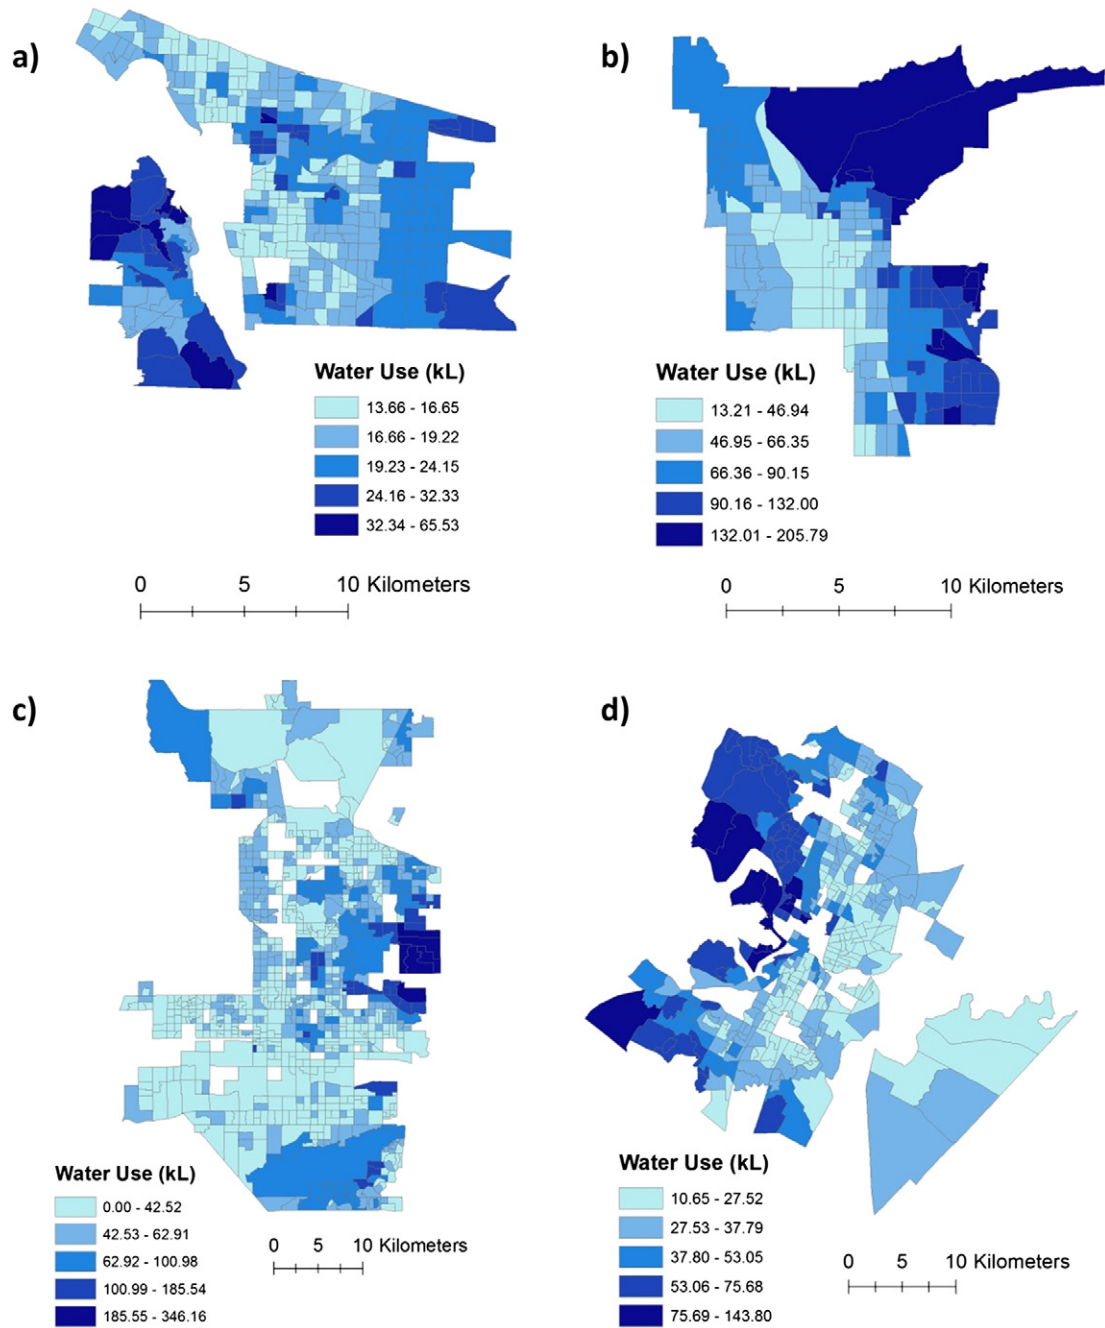 a)
Water Use (kL)
13.66 - 16.65
16.66 - 19.22
19.23 - 24.15
24.16 - 32.33
32.34 - 65.53
0 5 10 Kilometers
b)
Water Use (kL)
13.21 - 46.94
46.95 - 66.35
66.36 - 90.15
90.16 - 132.00
132.01 - 205.79
0 5 10 Kilometers
c)
Water Use (kL)
0.00 - 42.52
42.53 - 62.91
62.92 - 100.98
100.99 - 185.54
185.55 - 346.16
0 5 10 Kilometers
d)
Water Use (kL)
10.65 - 27.52
27.53 - 37.79
37.80 - 53.05
53.06 - 75.68
75.69 - 143.80
0 5 10 Kilometers